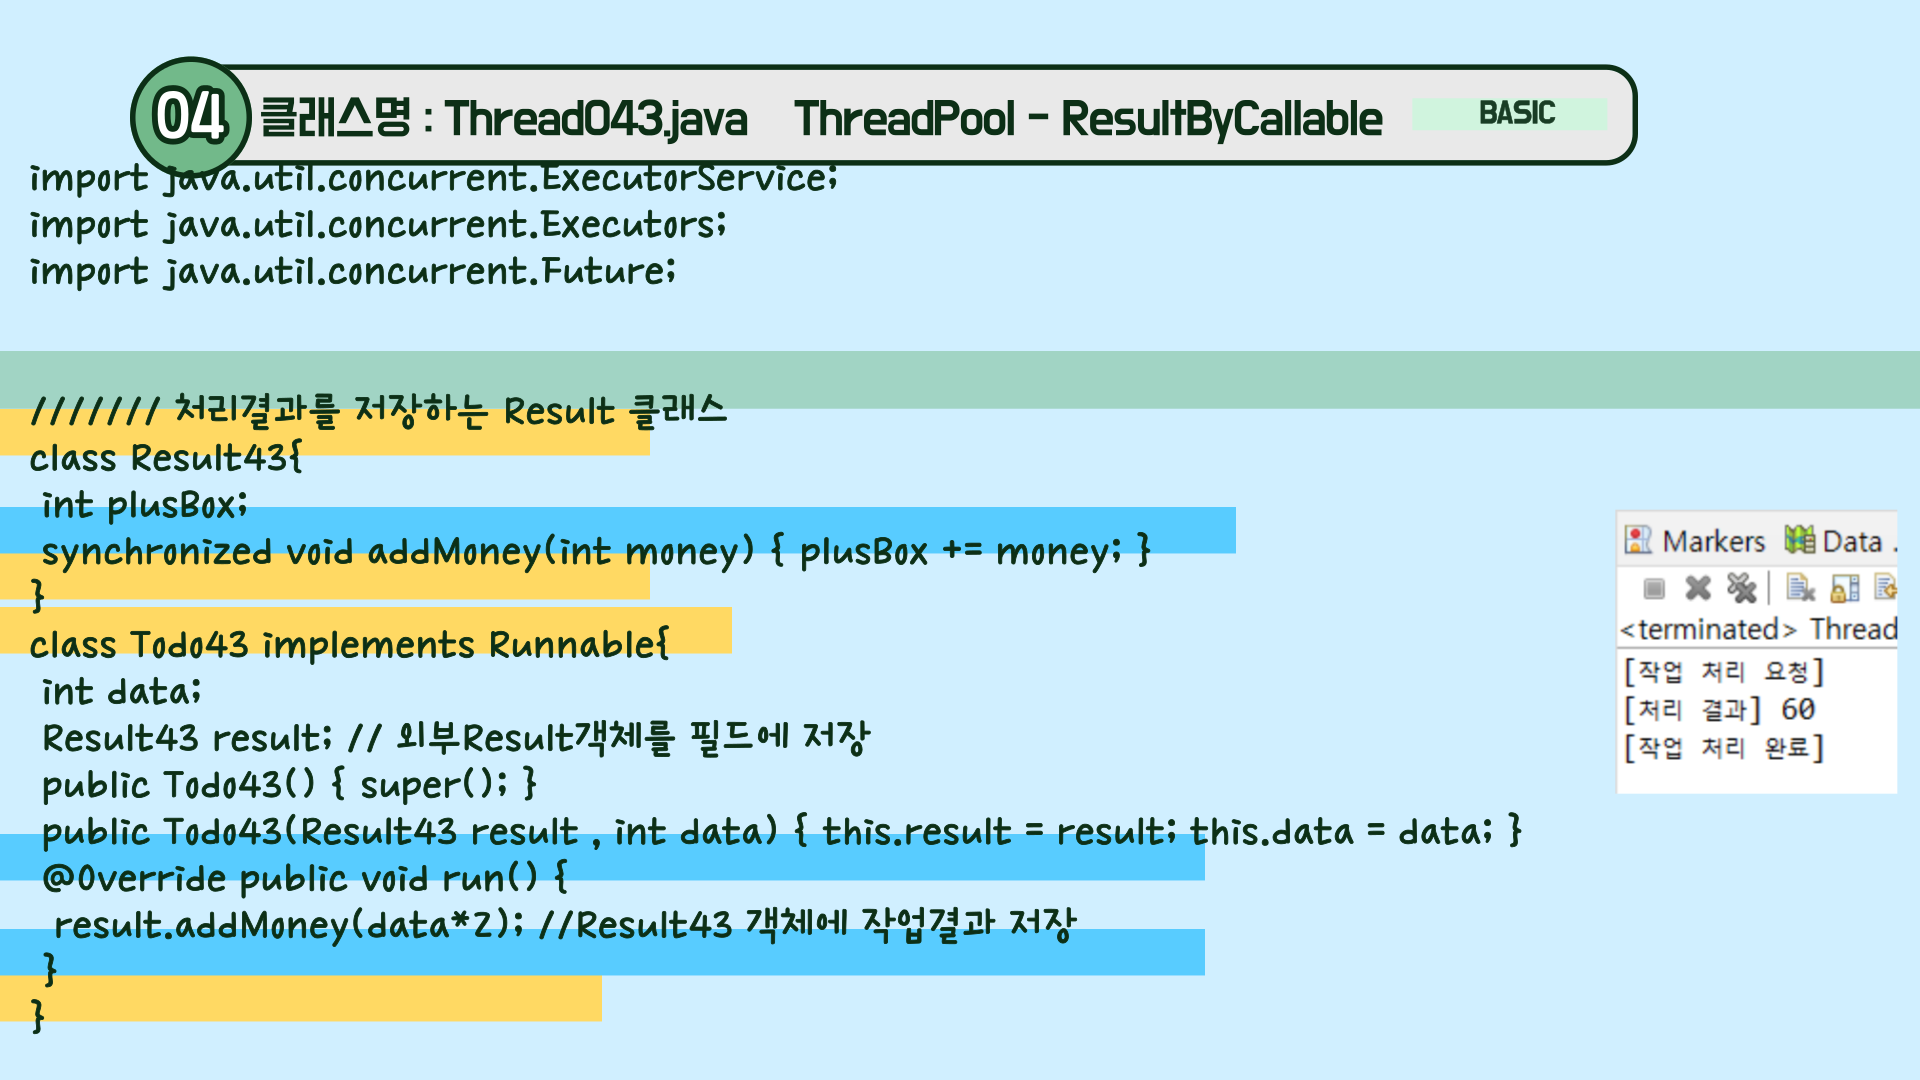 04 클래스명 : Thread043.java ThreadPool - ResultByCallable BASIC
import java.util.concurrent.ExecutorService;
import java.util.concurrent.Executors;
import java.util.concurrent.Future;
/////// 처리결과를 저장하는 Result 클래스
class Result43{
int plusBox;
synchronized void addMoney(int money) { plusBox += money; }
}
class Todo43 implements Runnable{
int data;
Result43 result; // 외부Result객체를 필드에 저장
public Todo43() { super(); }
public Todo43(Result43 result , int data) { this.result = result; this.data = data; }
@Override public void run() {
result.addMoney(data*2); //Result43 객체에 작업결과 저장
}
}
Markers Data
<terminated> Thread
[작업 처리 요청]
[처리 결과] 60
[작업 처리 완료]